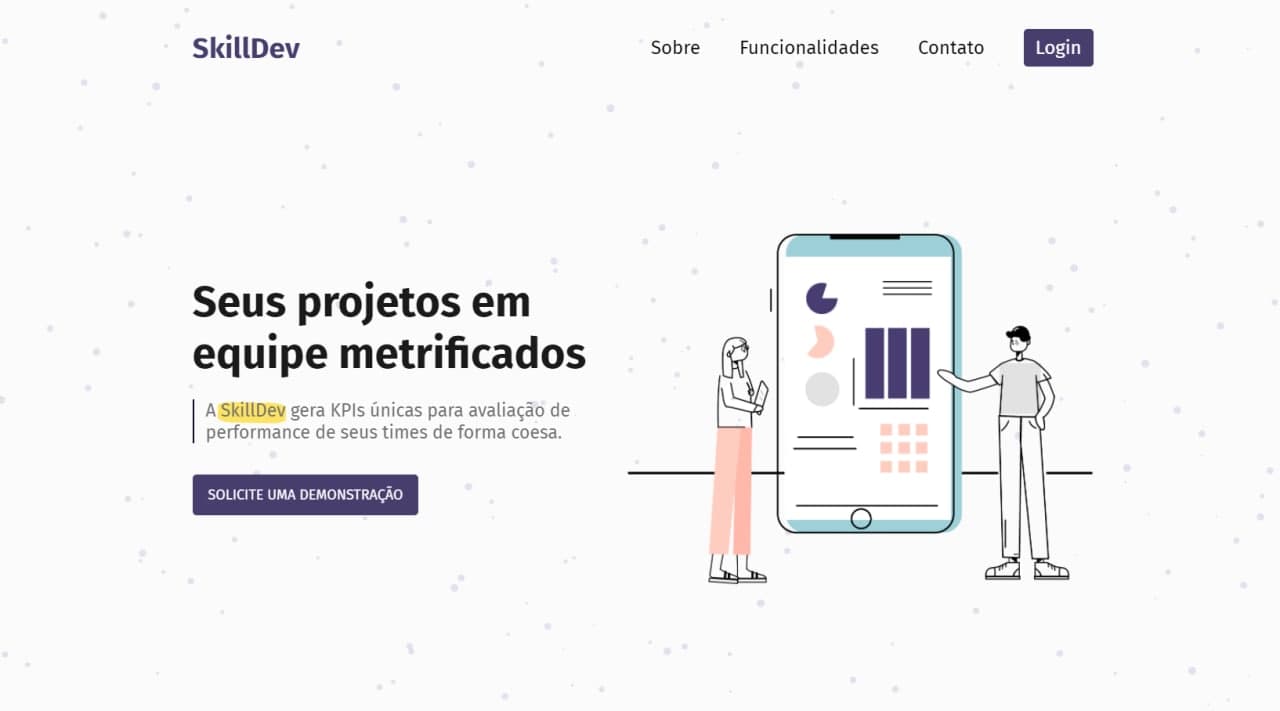 SkillDev
Sobre
Funcionalidades
Contato
Login
Seus projetos em
equipe metrificados
A SkillDev gera KPIs únicas para avaliação de
performance de seus times de forma coesa.
SOLICITE UMA DEMONSTRAÇÃO